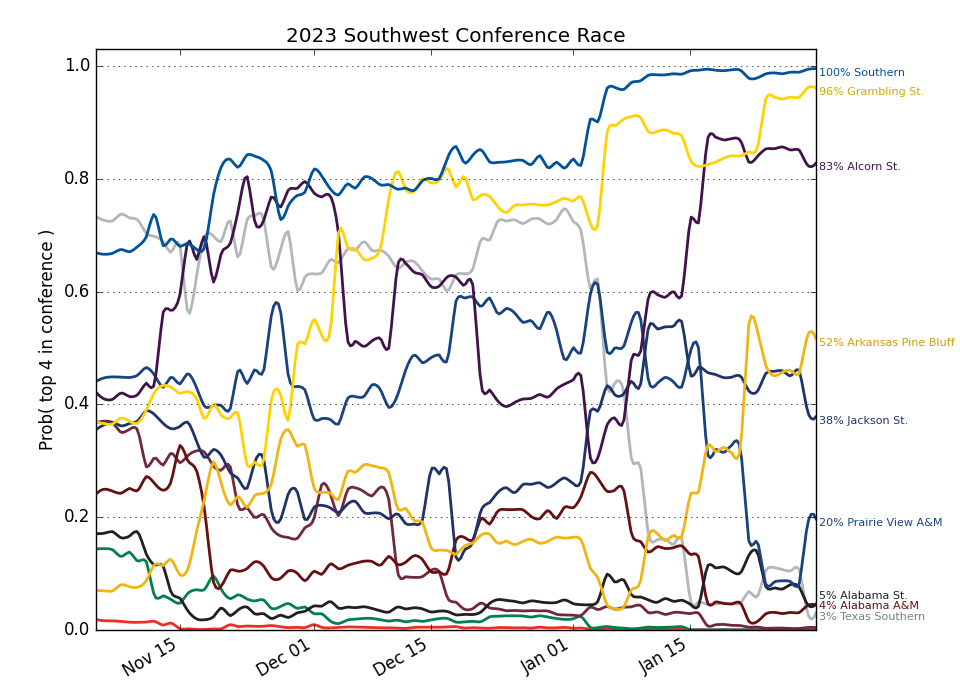 2023 Southwest Conference Race
Prob( top 4 in conference )
1.0
0.8
0.6
0.4
0.2
0.0
Nov 15
Dec 01
Dec 15
Jan 01
Jan 15
100% Southern
96% Grambling St.
83% Alcorn St.
52% Arkansas Pine Bluff
38% Jackson St.
20% Prairie View A&M
5% Alabama St.
4% Alabama A&M
3% Texas Southern